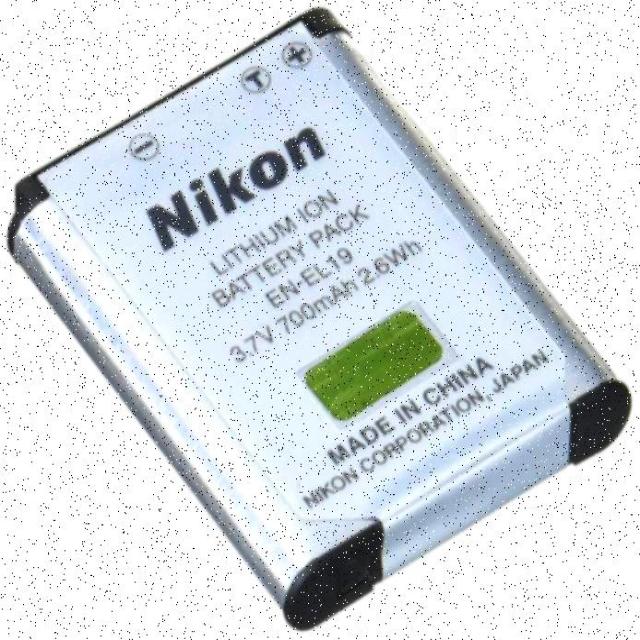 − T +
Nikon
LITHIUM ION
BATTERY PACK
EN-EL19
3.7V 700mAh 2.6Wh
MADE IN CHINA
NIKON CORPORATION, JAPAN